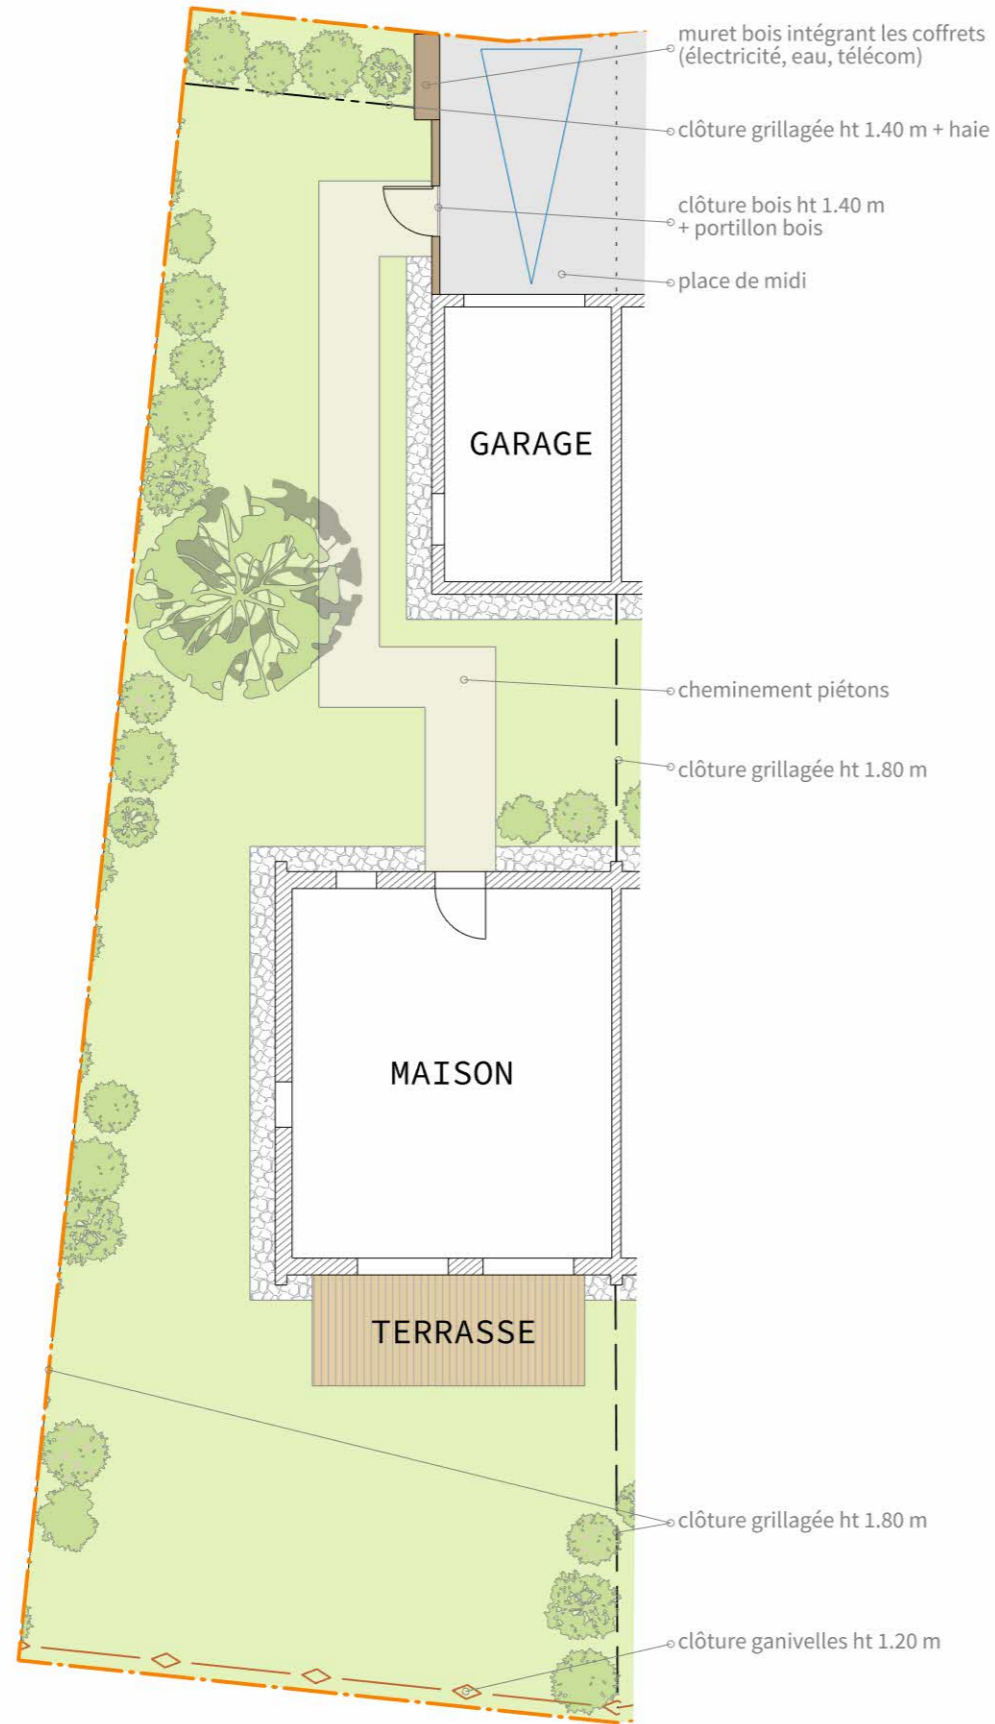 muret bois intégrant les coffrets
(électricité, eau, télécom)
clôture grillagée ht 1.40 m + haie
clôture bois ht 1.40 m
+ portillon bois
place de midi
GARAGE
cheminement piétons
clôture grillagée ht 1.80 m
MAISON
TERRASSE
clôture grillagée ht 1.80 m
clôture ganivelles ht 1.20 m